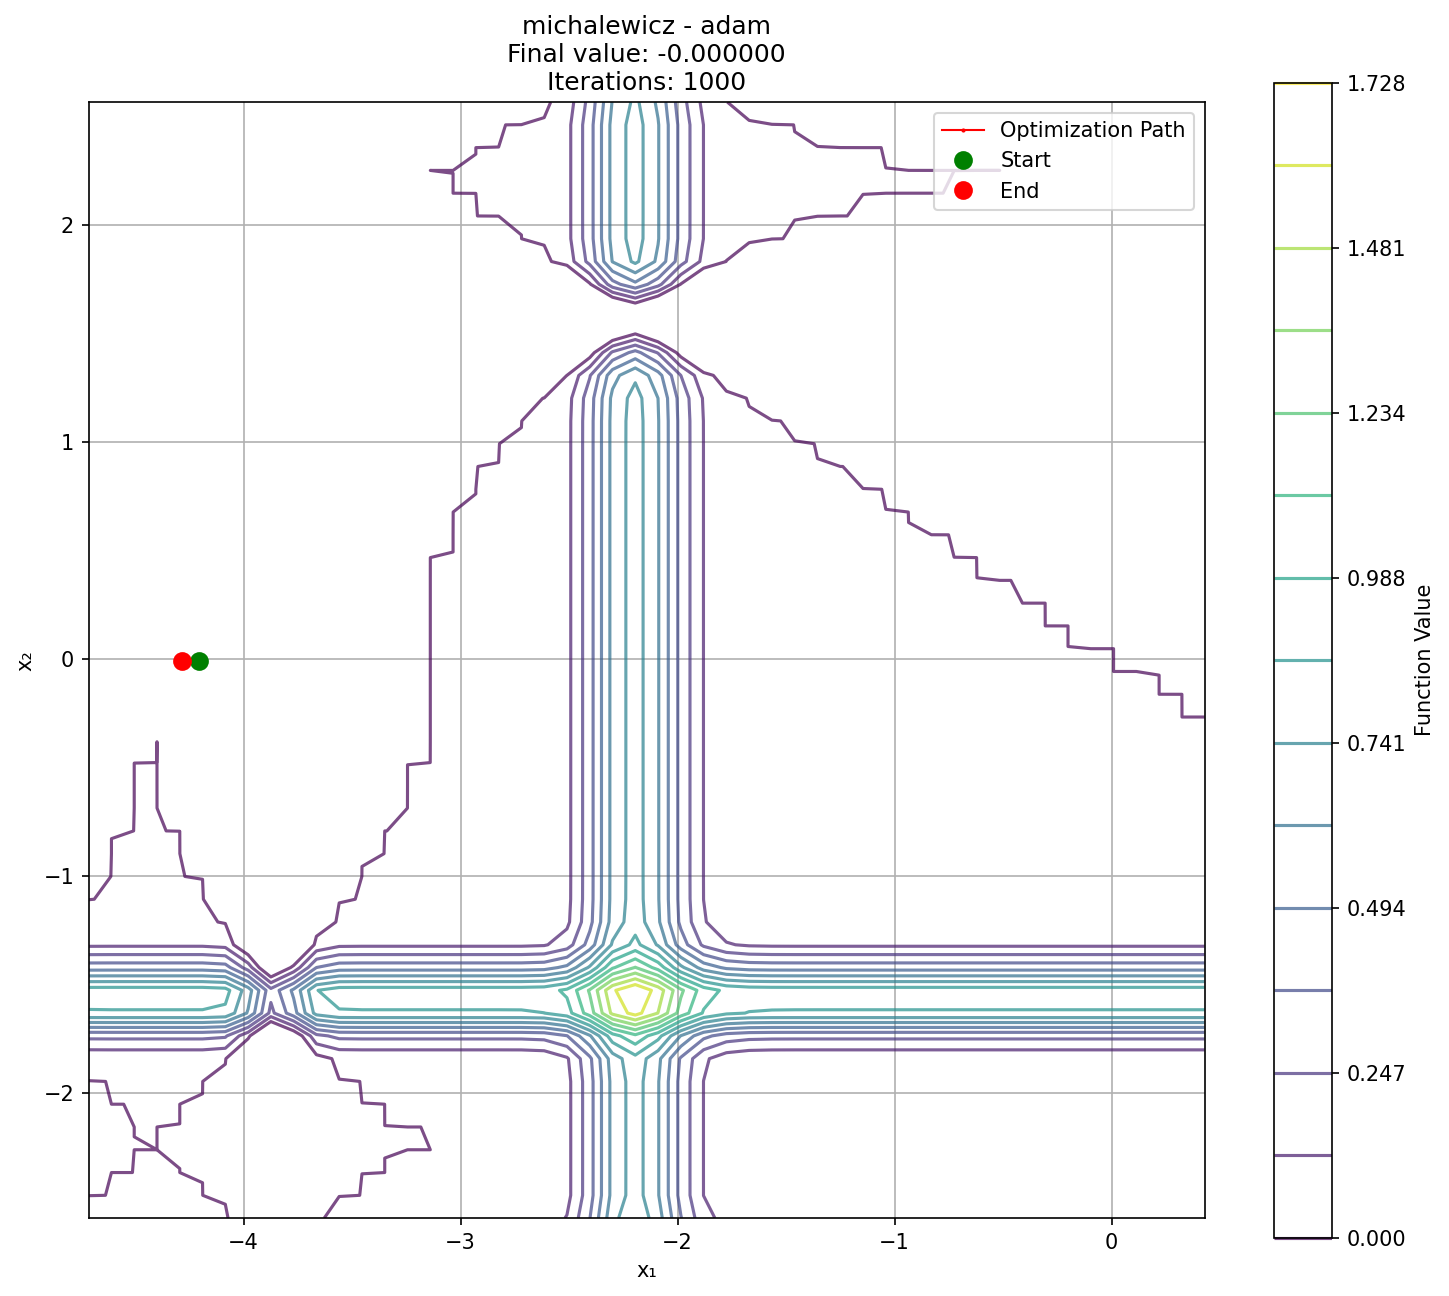 michalewicz - adam
Final value: -0.000000
Iterations: 1000
Optimization Path
Start
End
2
1
0
−1
−2
x₂
−4
−3
−2
−1
0
x₁
1.728
1.481
1.234
0.988
0.741
0.494
0.247
0.000
Function Value